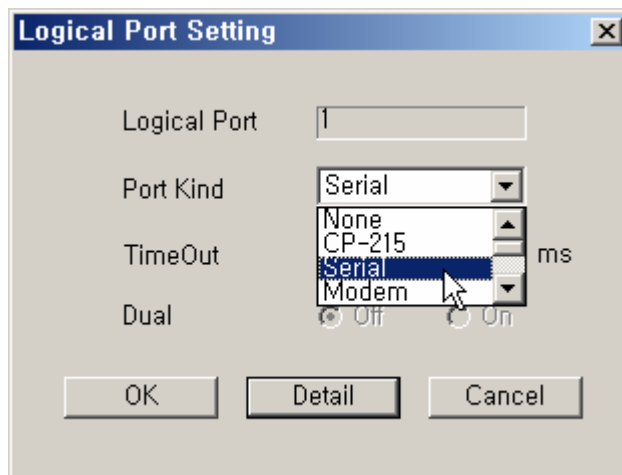 Logical Port Setting
Logical Port 1
Port Kind Serial
None
CP-215
TimeOut Serial ms
Modem
Dual Off On
OK Detail Cancel